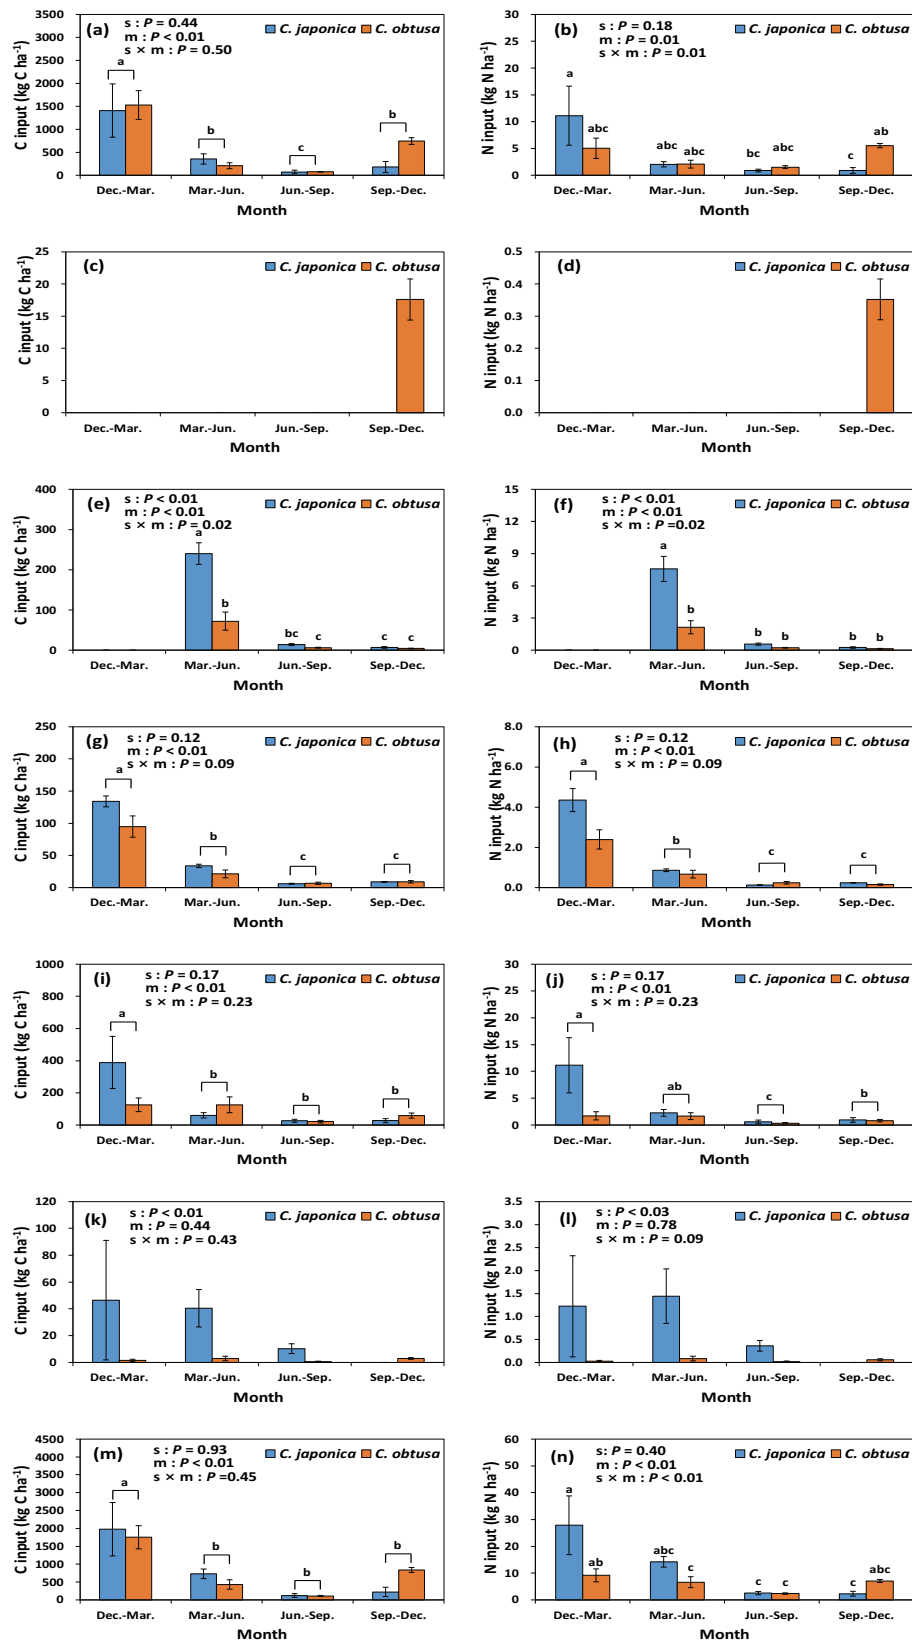 (a)
s : P = 0.44
m : P < 0.01
s × m : P = 0.50
C. japonica C. obtusa
C input (kg C ha-1)
3500
3000
2500
2000
1500
1000
500
0
a
b
c
b
Dec.-Mar. Mar.-Jun. Jun.-Sep. Sep.-Dec.
Month
(b)
s : P = 0.18
m : P = 0.01
s × m : P = 0.01
C. japonica C. obtusa
N input (kg N ha-1)
30
25
20
15
10
5
0
a abc abc abc bc abc c ab
Dec.-Mar. Mar.-Jun. Jun.-Sep. Sep.-Dec.
Month
(c)
C. japonica C. obtusa
C input (kg C ha-1)
25
20
15
10
5
0
Dec.-Mar. Mar.-Jun. Jun.-Sep. Sep.-Dec.
Month
(d)
C. japonica C. obtusa
N input (kg N ha-1)
0.4
0.3
0.2
0.1
0.0
Dec.-Mar. Mar.-Jun. Jun.-Sep. Sep.-Dec.
Month
(e)
s : P < 0.01
m : P < 0.01
s × m : P = 0.02
C. japonica C. obtusa
C input (kg C ha-1)
400
300
200
100
0
a b bc c c c
Dec.-Mar. Mar.-Jun. Jun.-Sep. Sep.-Dec.
Month
(f)
s : P < 0.01
m : P < 0.01
s × m : P =0.02
C. japonica C. obtusa
N input (kg N ha-1)
15
12
9
6
3
0
a b b b b b
Dec.-Mar. Mar.-Jun. Jun.-Sep. Sep.-Dec.
Month
(g)
s : P = 0.12
m : P < 0.01
s × m : P = 0.09
C. japonica C. obtusa
C input (kg C ha-1)
250
200
150
100
50
0
a b c c
Dec.-Mar. Mar.-Jun. Jun.-Sep. Sep.-Dec.
Month
(h)
s : P = 0.12
m : P < 0.01
s × m : P = 0.09
C. japonica C. obtusa
N input (kg N ha-1)
8.0
6.0
4.0
2.0
0.0
a b c c
Dec.-Mar. Mar.-Jun. Jun.-Sep. Sep.-Dec.
Month
(i)
s : P = 0.17
m : P < 0.01
s × m : P = 0.23
C. japonica C. obtusa
C input (kg C ha-1)
1000
800
600
400
200
0
a b b b
Dec.-Mar. Mar.-Jun. Jun.-Sep. Sep.-Dec.
Month
(j)
s : P = 0.17
m : P < 0.01
s × m : P = 0.23
C. japonica C. obtusa
N input (kg N ha-1)
30
25
20
15
10
5
0
a ab c b
Dec.-Mar. Mar.-Jun. Jun.-Sep. Sep.-Dec.
Month
(k)
s : P < 0.01
m : P = 0.44
s × m : P = 0.43
C. japonica C. obtusa
C input (kg C ha-1)
120
100
80
60
40
20
0
Dec.-Mar. Mar.-Jun. Jun.-Sep. Sep.-Dec.
Month
(l)
s : P < 0.03
m : P = 0.78
s × m : P = 0.09
C. japonica C. obtusa
N input (kg N ha-1)
3.5
3.0
2.5
2.0
1.5
1.0
0.5
0.0
Dec.-Mar. Mar.-Jun. Jun.-Sep. Sep.-Dec.
Month
(m)
s : P = 0.93
m : P < 0.01
s × m : P =0.45
C. japonica C. obtusa
C input (kg C ha-1)
4500
4000
3500
3000
2500
2000
1500
1000
500
0
a b b b
Dec.-Mar. Mar.-Jun. Jun.-Sep. Sep.-Dec.
Month
(n)
s: P = 0.40
m : P < 0.01
s × m : P < 0.01
C. japonica C. obtusa
N input (kg N ha-1)
60
50
40
30
20
10
0
a ab abc c c c c abc
Dec.-Mar. Mar.-Jun. Jun.-Sep. Sep.-Dec.
Month